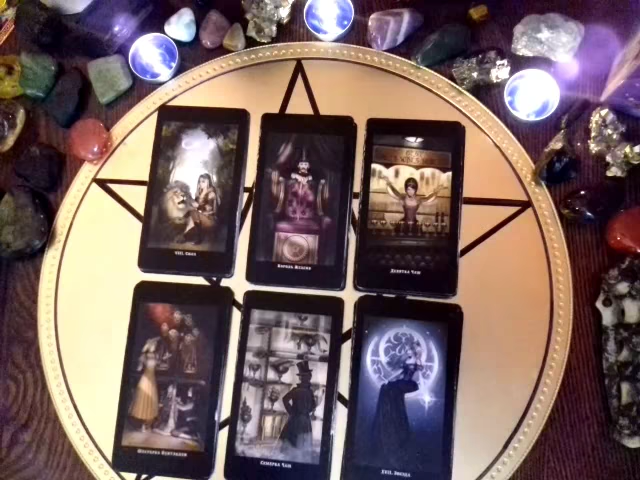 VIII. Сила
Король Жезлов
Девятка Чаш
Шестерка Пентаклей
Семерка Чаш
XVII. Звезда